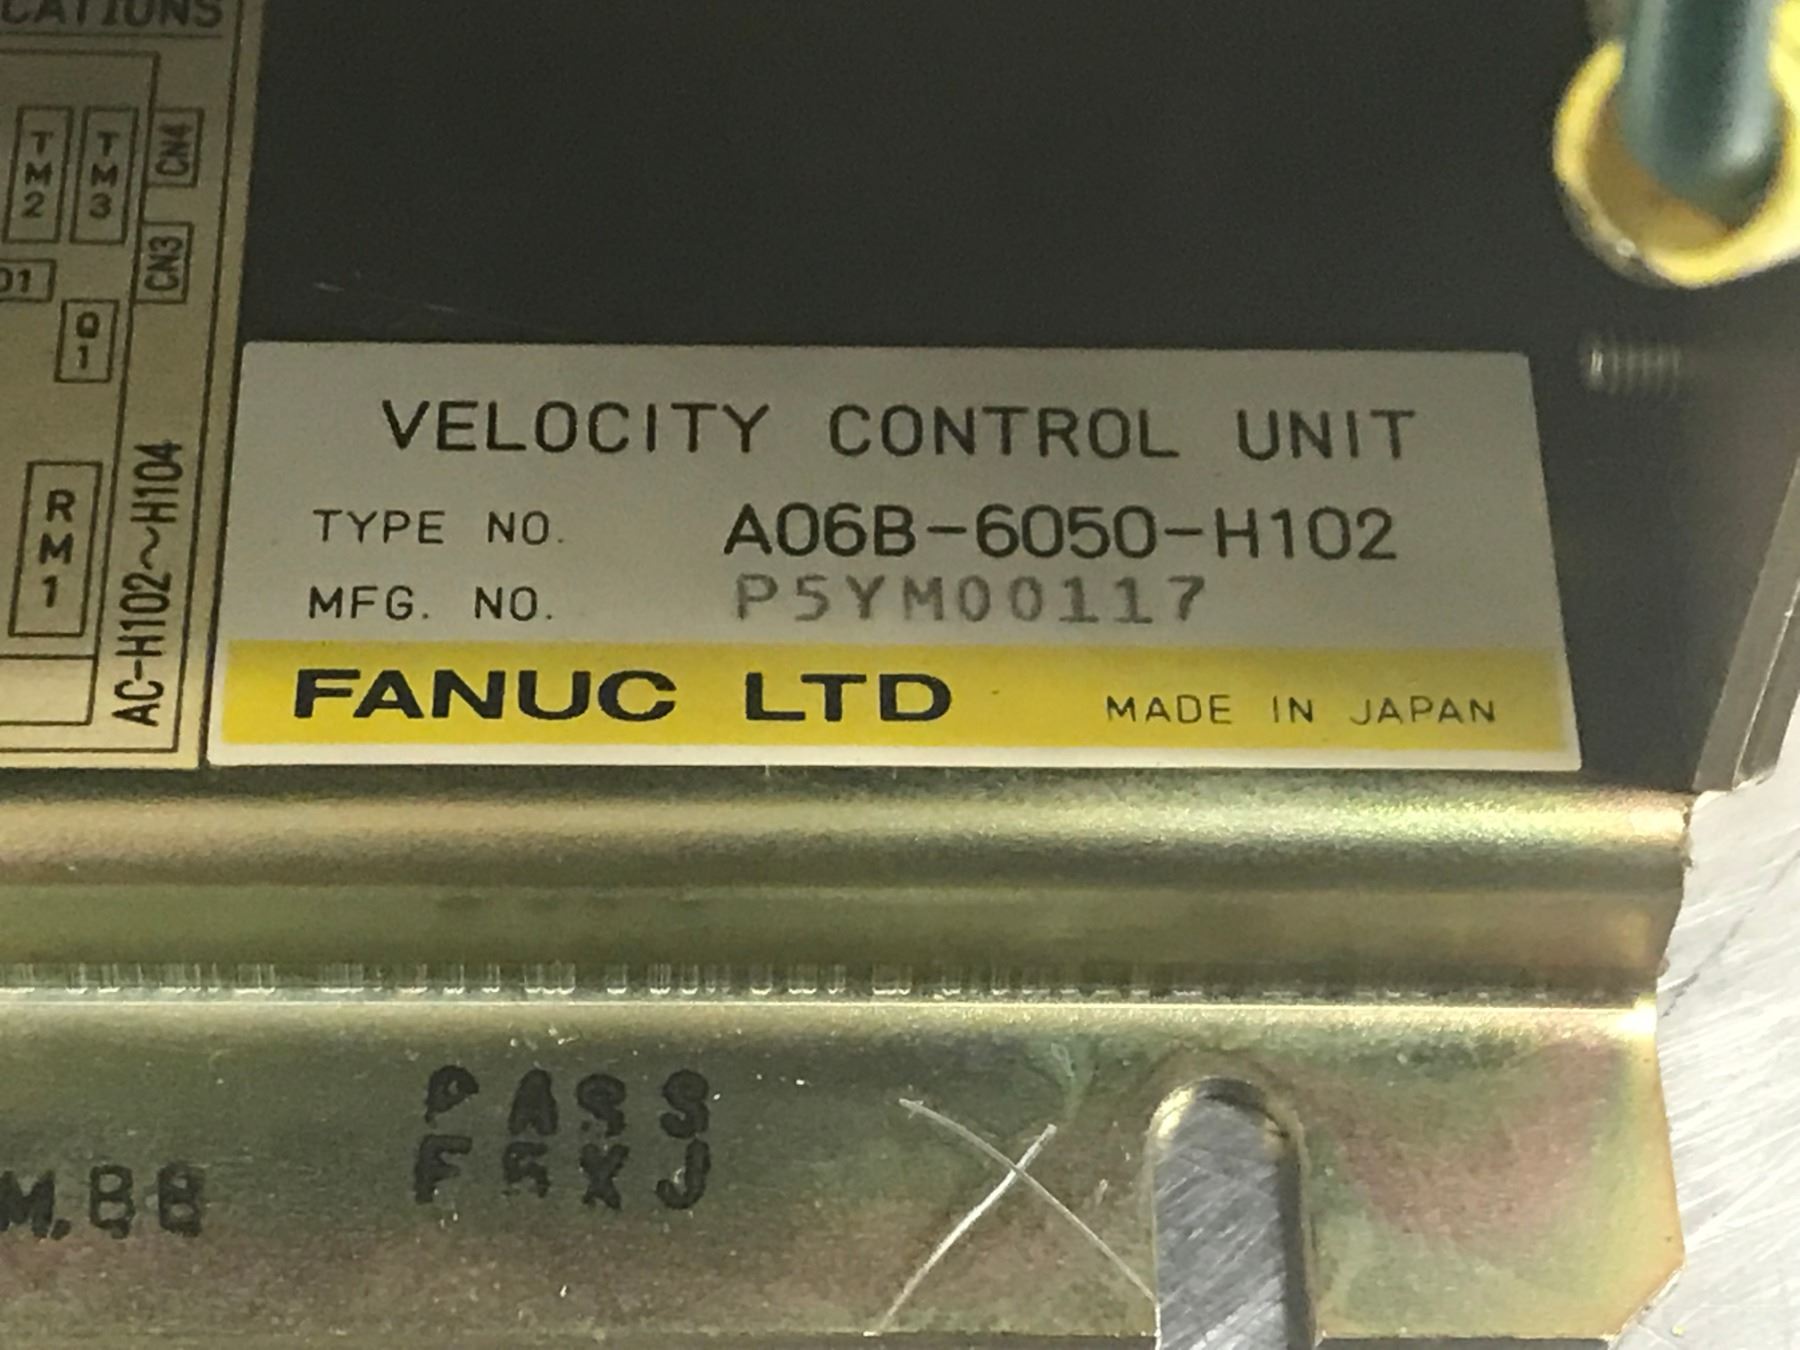 CATIONS
TM2
TM3
CN4
CN3
01
Q1
RM1
AC-H102~H104
VELOCITY CONTROL UNIT
TYPE NO. A06B-6050-H102
MFG. NO. P5YM00117
FANUC LTD MADE IN JAPAN
PASS
F5XJ
M.BB